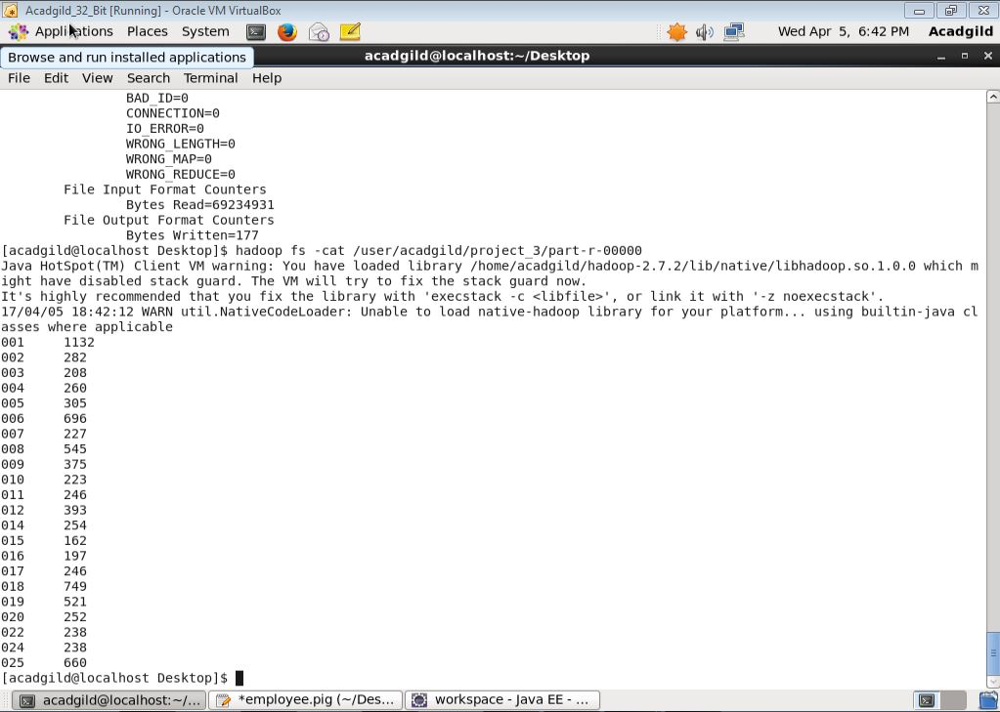 Acadgild_32_Bit [Running] - Oracle VM VirtualBox
Applications Places System Wed Apr 5, 6:42 PM Acadgild
Browse and run installed applications
acadgild@localhost:~/Desktop
File Edit View Search Terminal Help
BAD_ID=0
CONNECTION=0
IO_ERROR=0
WRONG_LENGTH=0
WRONG_MAP=0
WRONG_REDUCE=0
File Input Format Counters
Bytes Read=69234931
File Output Format Counters
Bytes Written=177
[acadgild@localhost Desktop]$ hadoop fs -cat /user/acadgild/project_3/part-r-00000
Java HotSpot(TM) Client VM warning: You have loaded library /home/acadgild/hadoop-2.7.2/lib/native/libhadoop.so.1.0.0 which m
ight have disabled stack guard. The VM will try to fix the stack guard now.
It's highly recommended that you fix the library with 'execstack -c <libfile>', or link it with '-z noexecstack'.
17/04/05 18:42:12 WARN util.NativeCodeLoader: Unable to load native-hadoop library for your platform... using builtin-java cl
asses where applicable
001 1132
002 282
003 208
004 260
005 305
006 696
007 227
008 545
009 375
010 223
011 246
012 393
014 254
015 162
016 197
017 246
018 749
019 521
020 252
022 238
024 238
025 660
[acadgild@localhost Desktop]$
acadgild@localhost:~/... *employee.pig (~/Des... workspace - Java EE - ...